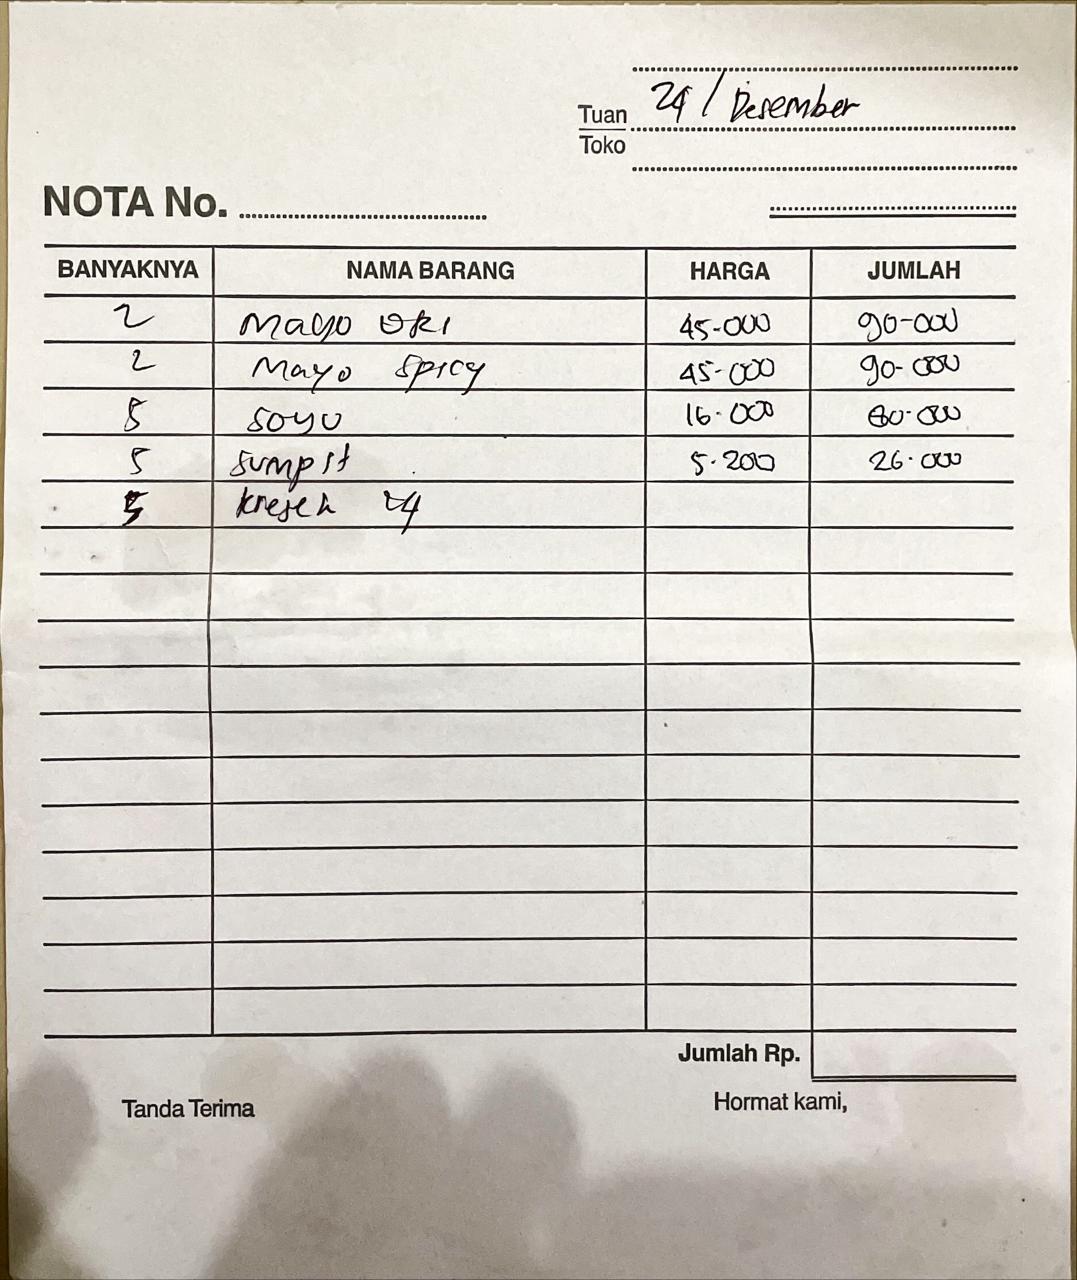 24 / Desember
Tuan
Toko
NOTA No.
BANYAKNYA NAMA BARANG HARGA JUMLAH
2 Mayo ORI 45.000 90.000
2 Mayo Spicy 45.000 90.000
5 Soyu 16.000 80.000
5 Sumpit 5.200 26.000
5 kresek 24
Jumlah Rp.
Tanda Terima Hormat kami,